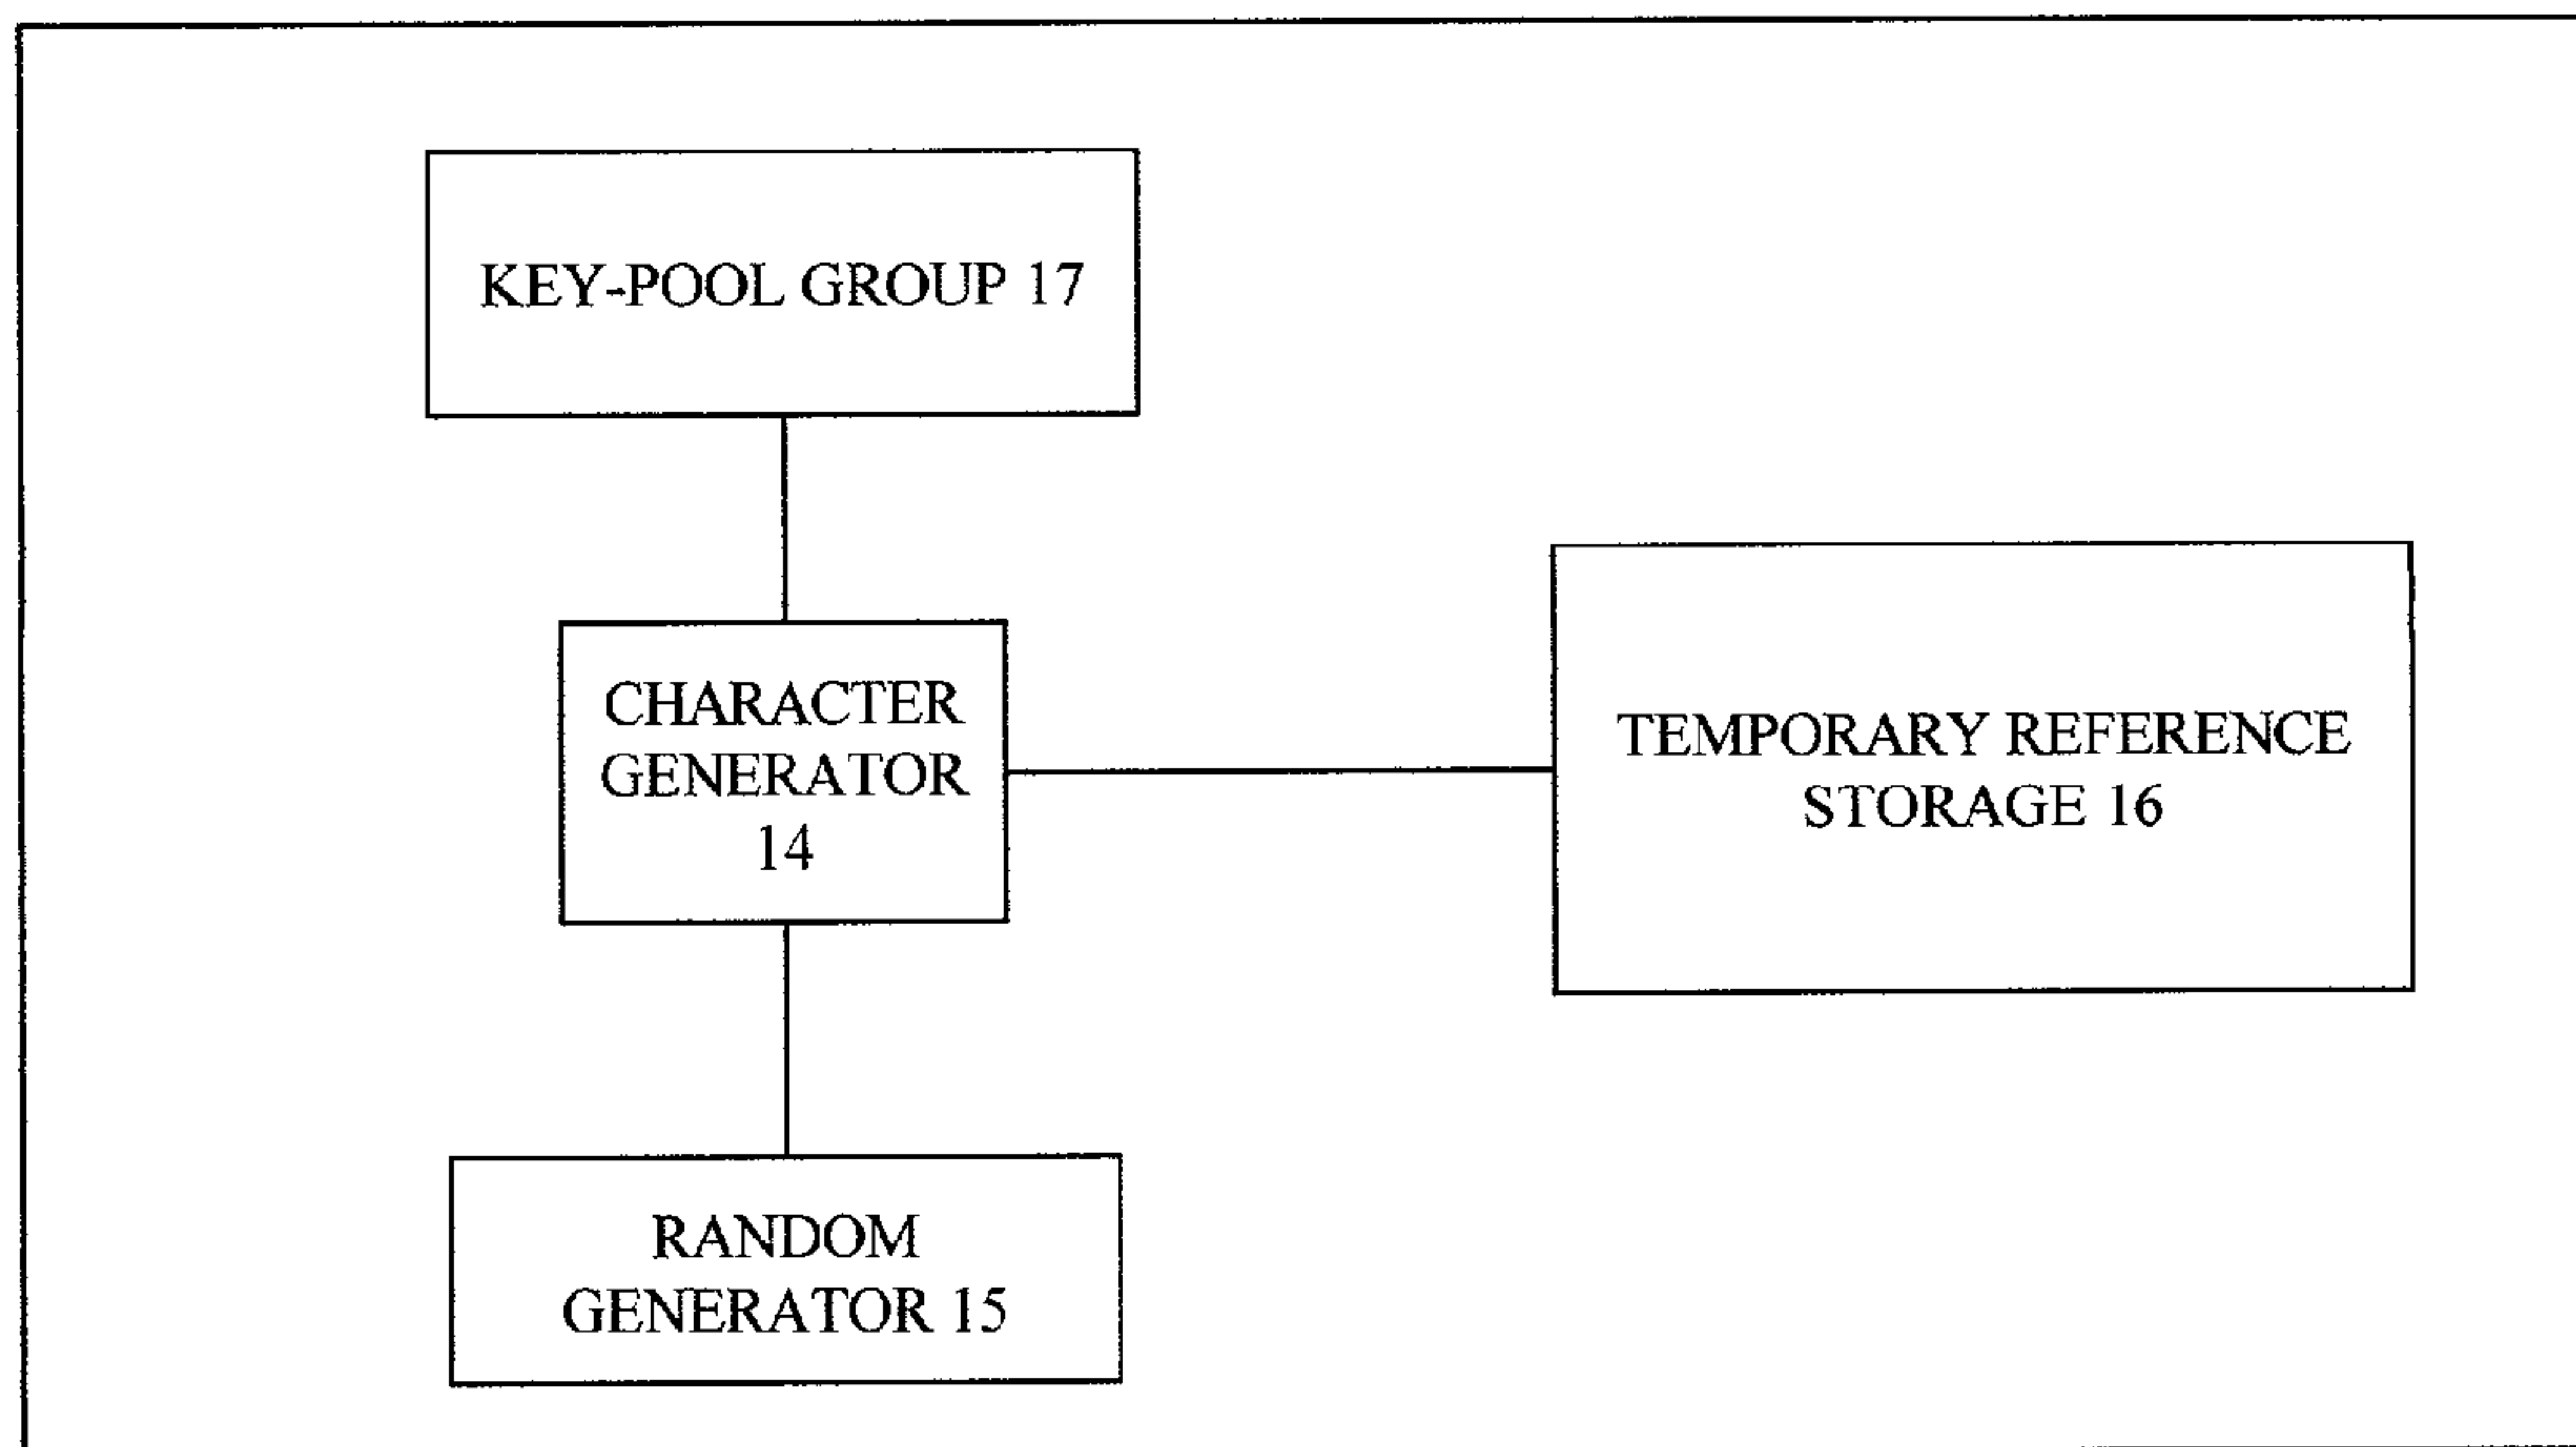 KEY-POOL GROUP 17
CHARACTER
GENERATOR
14
TEMPORARY REFERENCE
STORAGE 16
RANDOM
GENERATOR 15